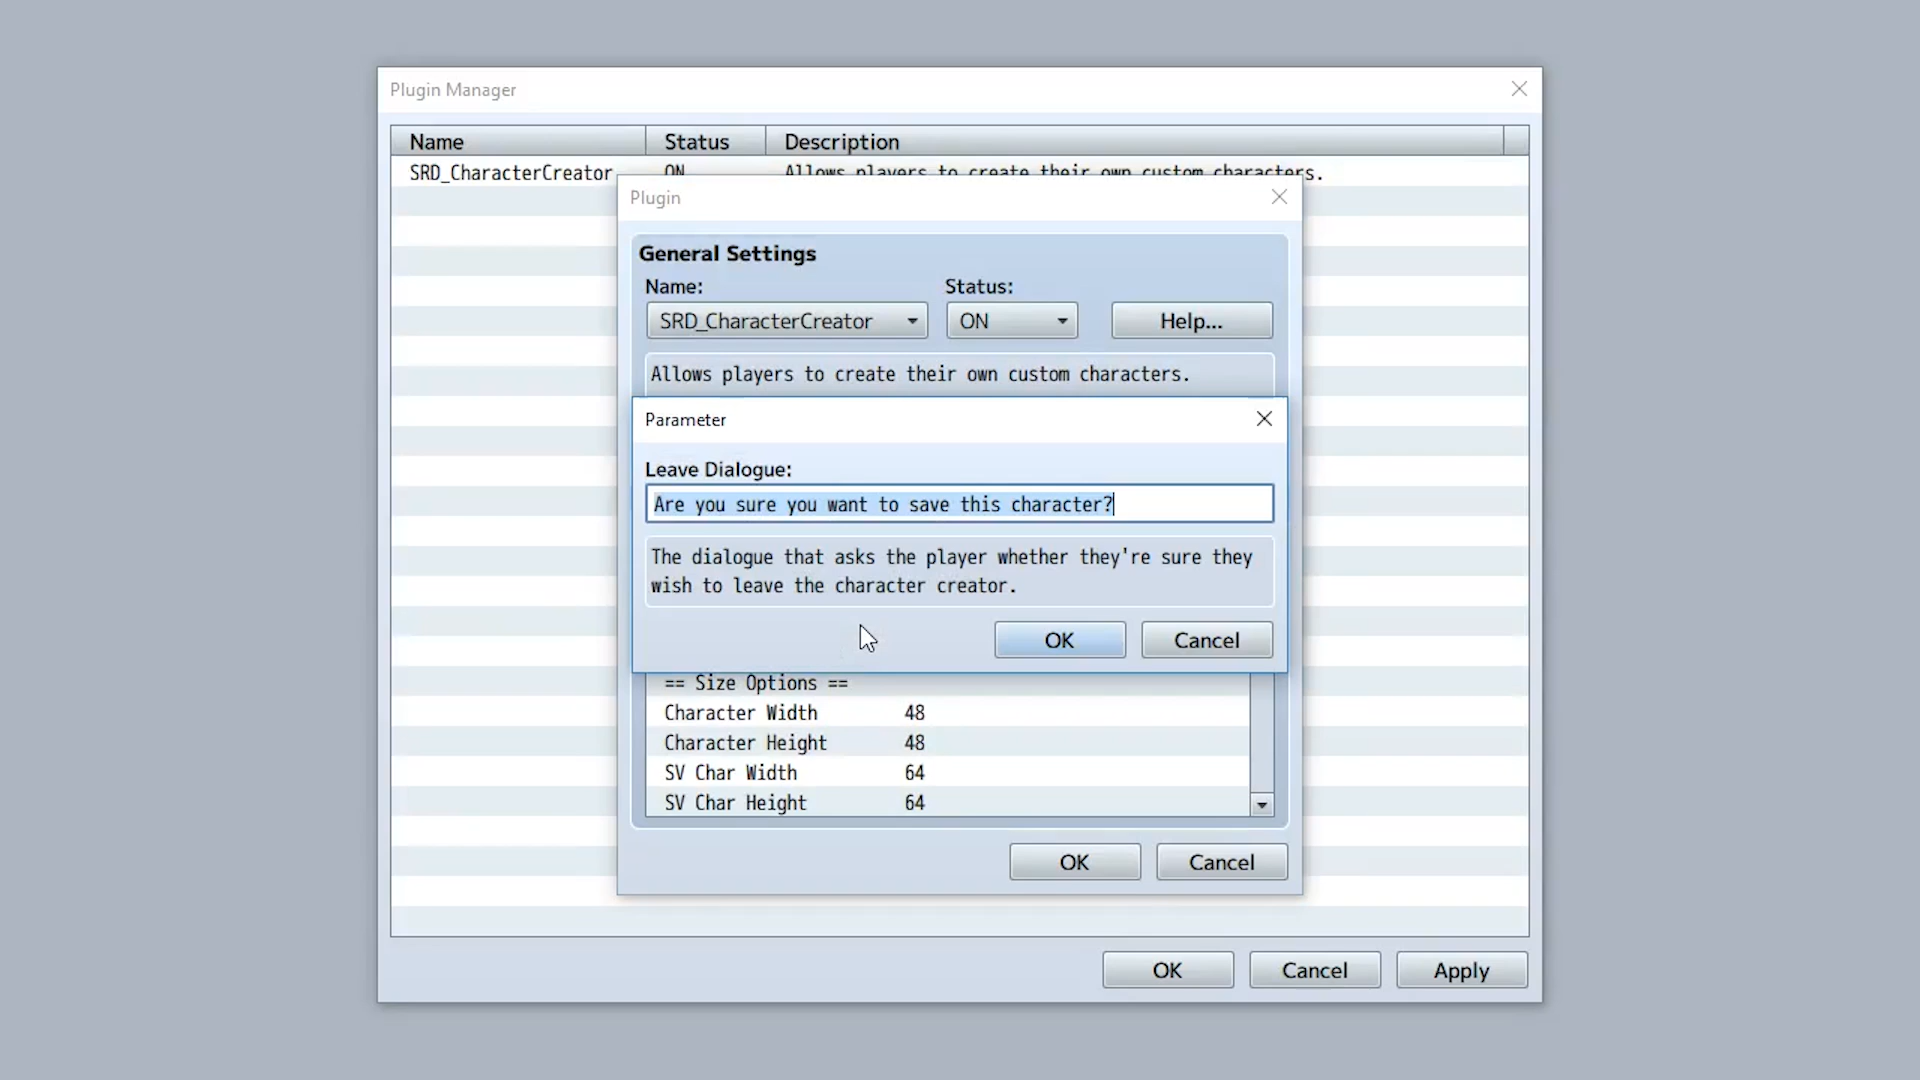 Plugin Manager
Name Status Description
SRD_CharacterCreator ON Allows players to create their own custom characters.
Plugin
General Settings
Name: Status:
SRD_CharacterCreator ON Help...
Allows players to create their own custom characters.
Parameter
Leave Dialogue:
Are you sure you want to save this character?
The dialogue that asks the player whether they're sure they
wish to leave the character creator.
OK Cancel
== Size Options ==
Character Width 48
Character Height 48
SV Char Width 64
SV Char Height 64
OK Cancel
OK Cancel Apply